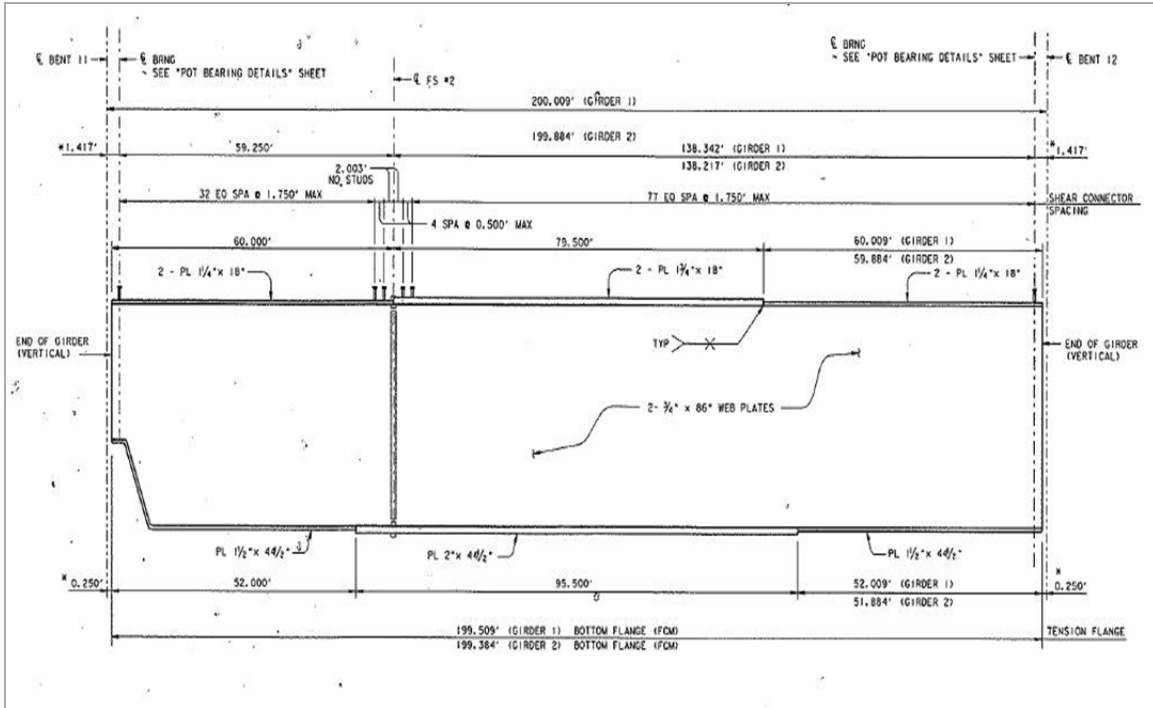 ℄ BENT 11
℄ BRNG
- SEE "POT BEARING DETAILS" SHEET
℄ FS #2
℄ BRNG
- SEE "POT BEARING DETAILS" SHEET
℄ BENT 12
200.009' (GIRDER 1)
199.884' (GIRDER 2)
*1.417'
59.250'
138.342' (GIRDER 1)
138.217' (GIRDER 2)
*1.417'
2.003'
NO STUDS
32 EQ SPA @ 1.750' MAX
77 EQ SPA @ 1.750' MAX
SHEAR CONNECTOR
SPACING
4 SPA @ 0.500' MAX
60.000'
79.500'
60.009' (GIRDER 1)
59.884' (GIRDER 2)
2 - PL 1¼"x 18"
2 - PL 1¾"x 18"
2 - PL 1¼"x 18"
END OF GIRDER
(VERTICAL)
TYP
END OF GIRDER
(VERTICAL)
2- ¾" x 86" WEB PLATES
PL 1½"x 44½"
PL 2"x 44½"
PL 1½"x 44½"
* 0.250'
52.000'
95.500'
52.009' (GIRDER 1)
51.884' (GIRDER 2)
* 0.250'
199.509' (GIRDER 1) BOTTOM FLANGE (FCM)
199.384' (GIRDER 2) BOTTOM FLANGE (FCM)
TENSION FLANGE